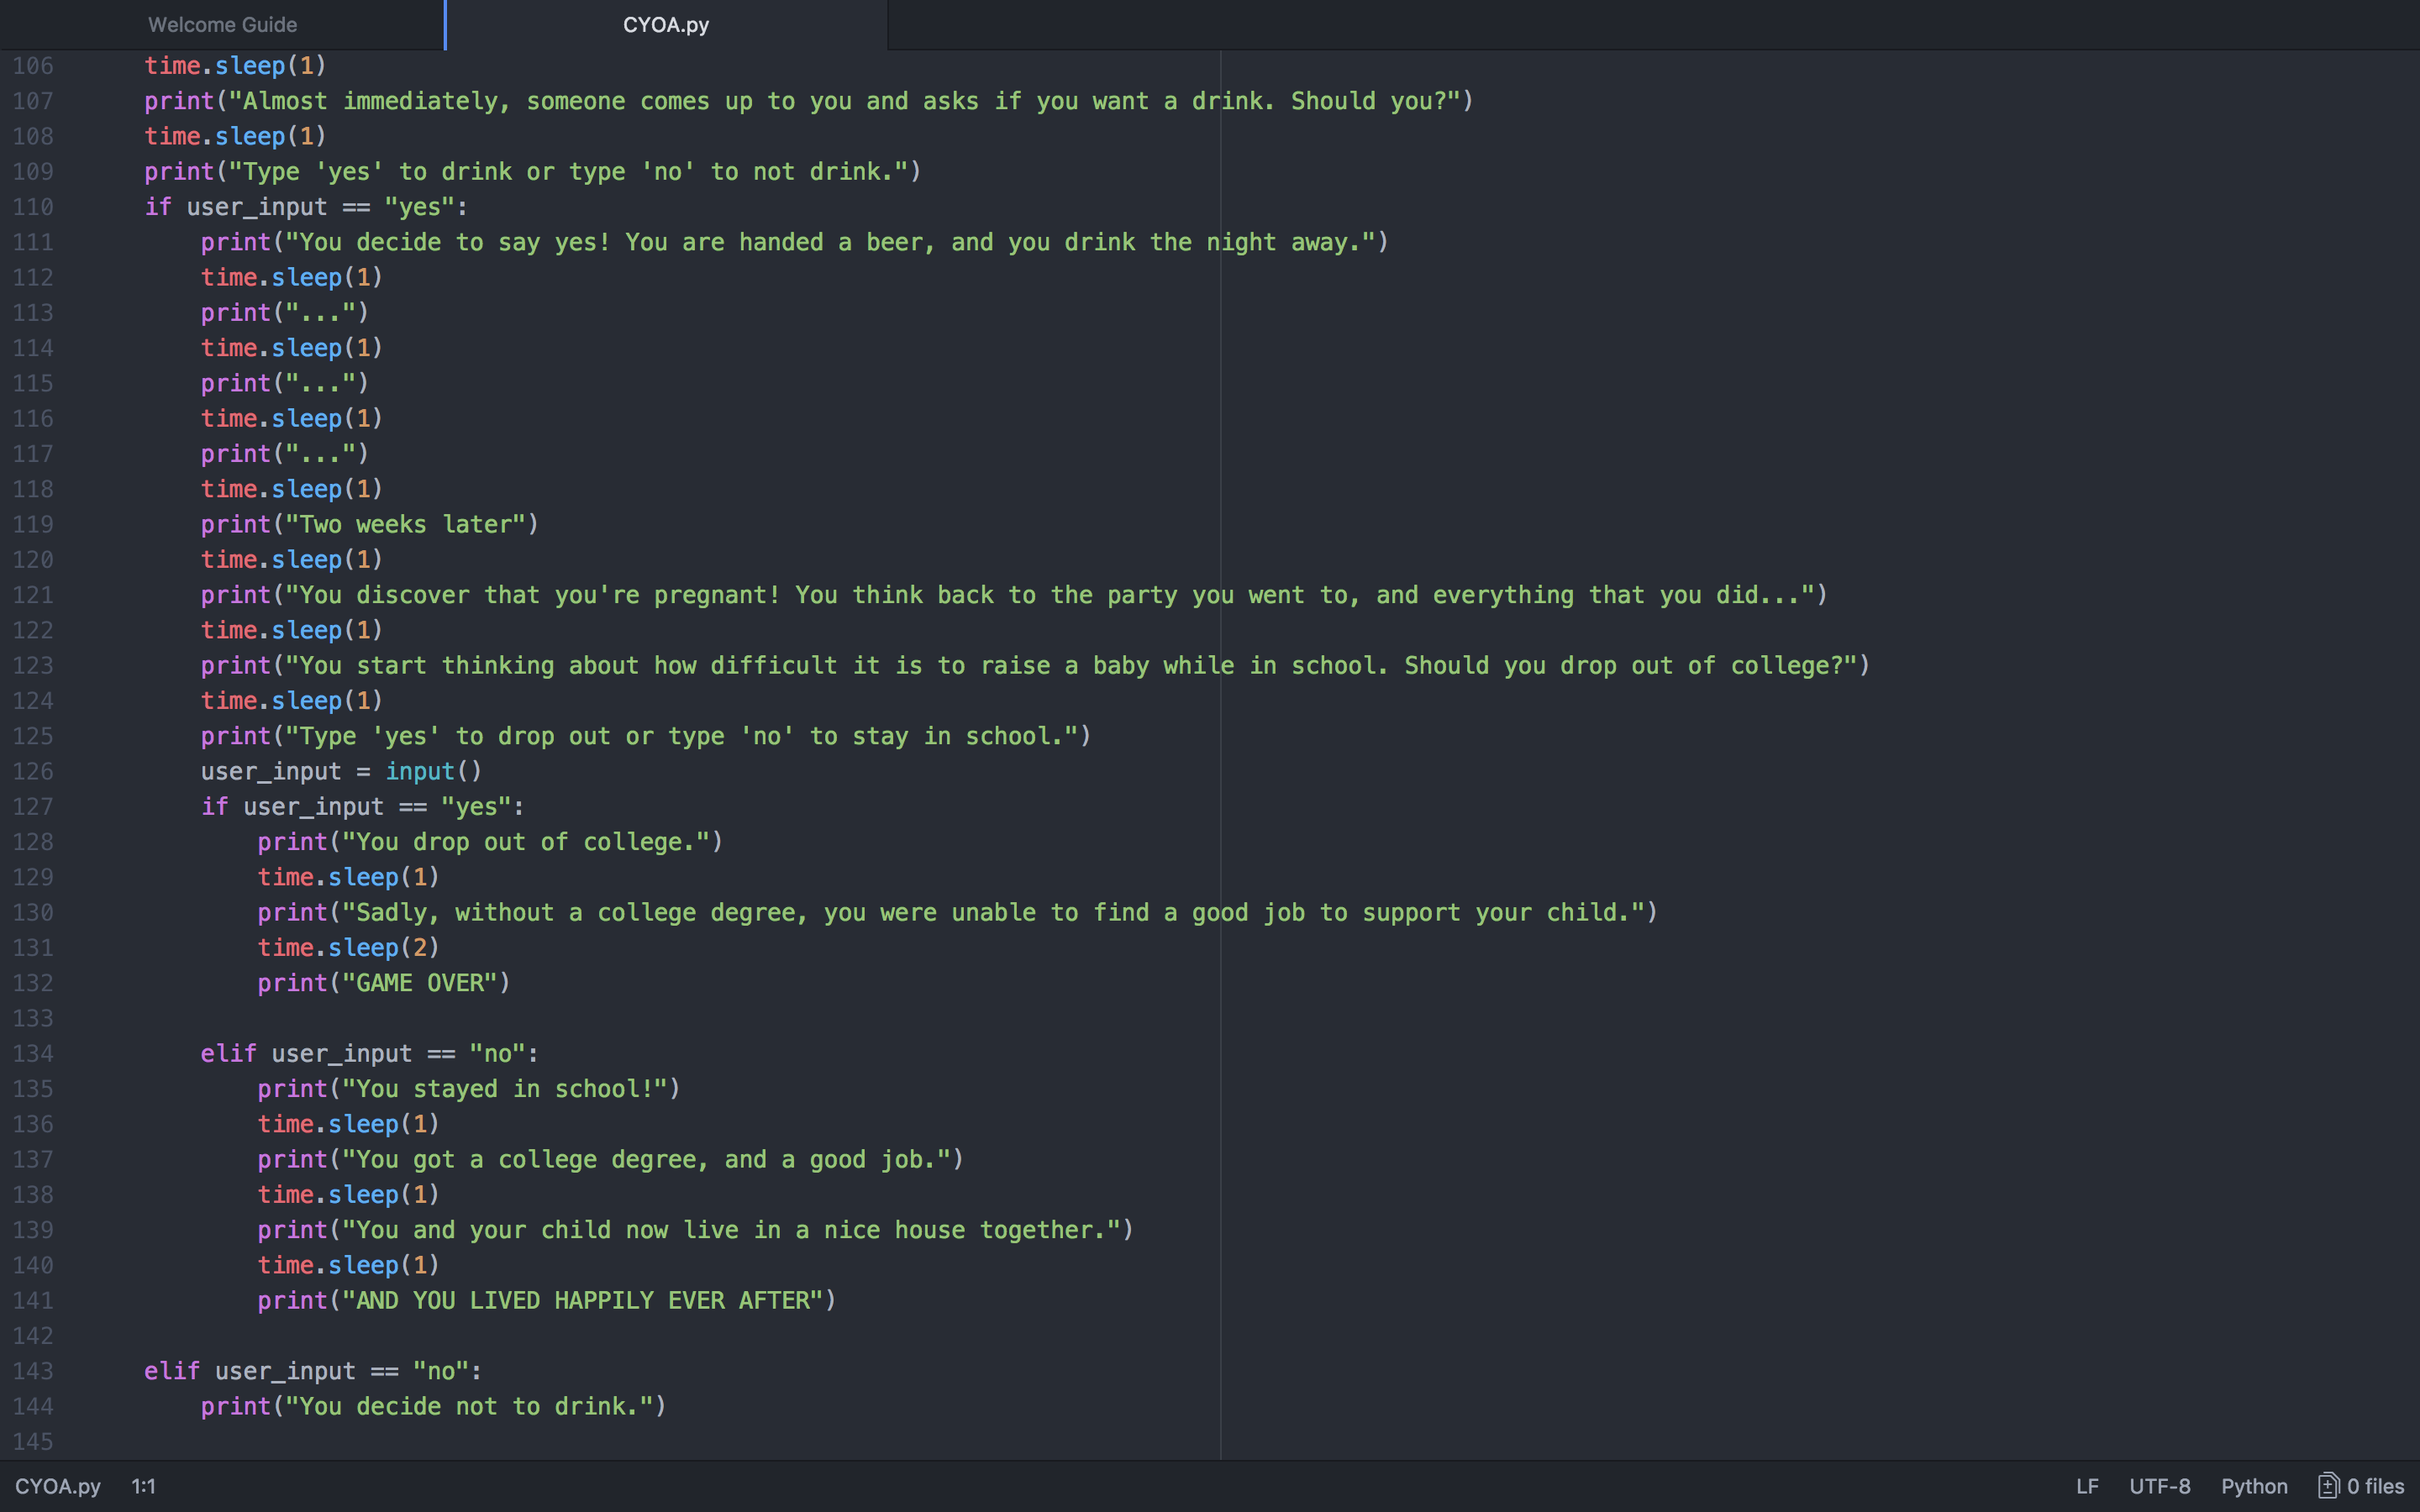 Welcome Guide
CYOA.py
106 time.sleep(1)
107 print("Almost immediately, someone comes up to you and asks if you want a drink. Should you?")
108 time.sleep(1)
109 print("Type 'yes' to drink or type 'no' to not drink.")
110 if user_input == "yes":
111 print("You decide to say yes! You are handed a beer, and you drink the night away.")
112 time.sleep(1)
113 print("...")
114 time.sleep(1)
115 print("...")
116 time.sleep(1)
117 print("...")
118 time.sleep(1)
119 print("Two weeks later")
120 time.sleep(1)
121 print("You discover that you're pregnant! You think back to the party you went to, and everything that you did...")
122 time.sleep(1)
123 print("You start thinking about how difficult it is to raise a baby while in school. Should you drop out of college?")
124 time.sleep(1)
125 print("Type 'yes' to drop out or type 'no' to stay in school.")
126 user_input = input()
127 if user_input == "yes":
128 print("You drop out of college.")
129 time.sleep(1)
130 print("Sadly, without a college degree, you were unable to find a good job to support your child.")
131 time.sleep(2)
132 print("GAME OVER")
133
134 elif user_input == "no":
135 print("You stayed in school!")
136 time.sleep(1)
137 print("You got a college degree, and a good job.")
138 time.sleep(1)
139 print("You and your child now live in a nice house together.")
140 time.sleep(1)
141 print("AND YOU LIVED HAPPILY EVER AFTER")
142
143 elif user_input == "no":
144 print("You decide not to drink.")
145
CYOA.py 1:1 LF UTF-8 Python 0 files